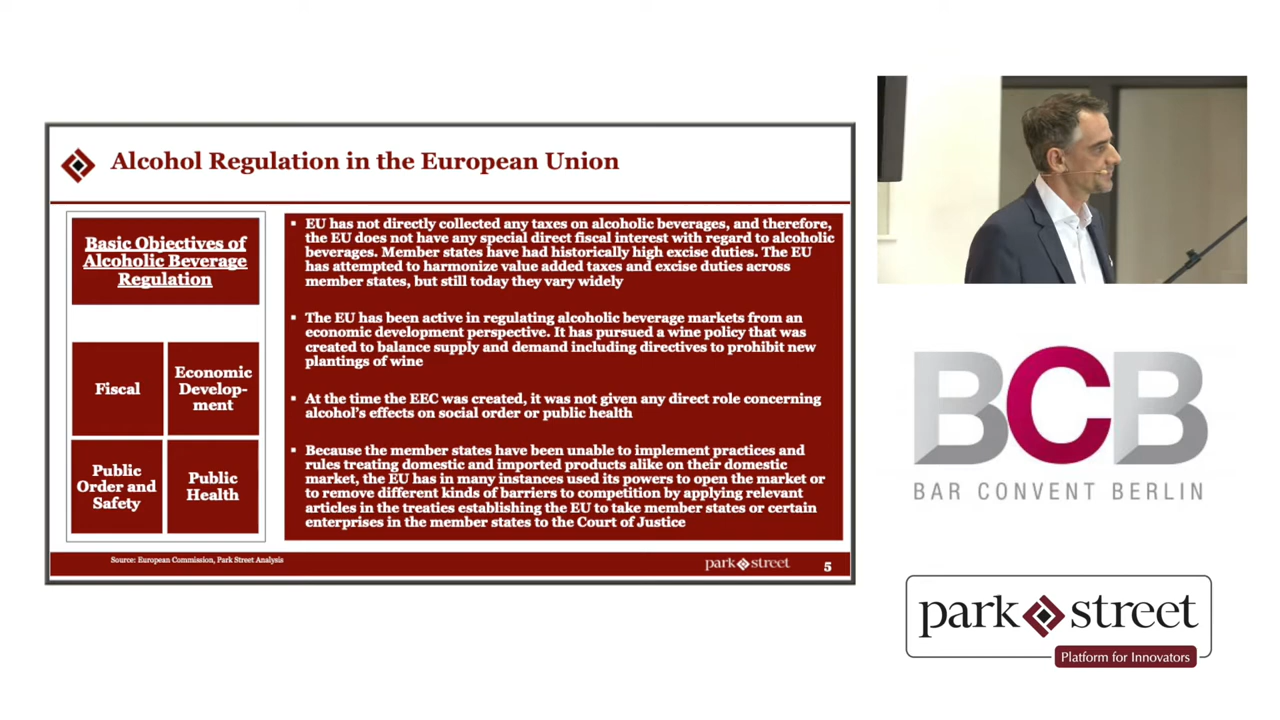 Alcohol Regulation in the European Union
Basic Objectives of
Alcoholic Beverage
Regulation
Fiscal
Economic
Develop-
ment
Public
Order and
Safety
Public
Health
▪ EU has not directly collected any taxes on alcoholic beverages, and therefore,
the EU does not have any special direct fiscal interest with regard to alcoholic
beverages. Member states have had historically high excise duties. The EU
has attempted to harmonize value added taxes and excise duties across
member states, but still today they vary widely
▪ The EU has been active in regulating alcoholic beverage markets from an
economic development perspective. It has pursued a wine policy that was
created to balance supply and demand including directives to prohibit new
plantings of wine
▪ At the time the EEC was created, it was not given any direct role concerning
alcohol's effects on social order or public health
▪ Because the member states have been unable to implement practices and
rules treating domestic and imported products alike on their domestic
market, the EU has in many instances used its powers to open the market or
to remove different kinds of barriers to competition by applying relevant
articles in the treaties establishing the EU to take member states or certain
enterprises in the member states to the Court of Justice
Source: European Commission, Park Street Analysis
park street
5
BCB
BAR CONVENT BERLIN
park street
Platform for Innovators